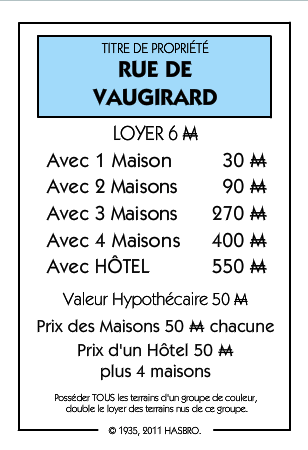 TITRE DE PROPRIÉTÉ
RUE DE
VAUGIRARD
LOYER 6 ₩
Avec 1 Maison 30 ₩
Avec 2 Maisons 90 ₩
Avec 3 Maisons 270 ₩
Avec 4 Maisons 400 ₩
Avec HÔTEL 550 ₩
Valeur Hypothécaire 50 ₩
Prix des Maisons 50 ₩ chacune
Prix d'un Hôtel 50 ₩
plus 4 maisons
Posséder TOUS les terrains d'un groupe de couleur,
double le loyer des terrains nus de ce groupe.
© 1935, 2011 HASBRO.